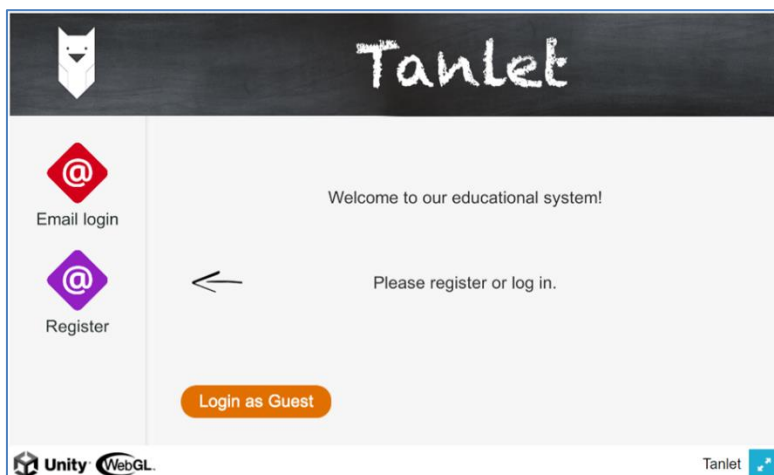 Tanlet
@
Email login
@
Register
Welcome to our educational system!
Please register or log in.
Login as Guest
Unity WebGL.
Tanlet